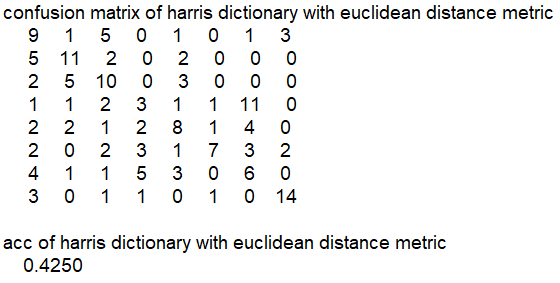 confusion matrix of harris dictionary with euclidean distance metric
9 1 5 0 1 0 1 3
5 11 2 0 2 0 0 0
2 5 10 0 3 0 0 0
1 1 2 3 1 1 11 0
2 2 1 2 8 1 4 0
2 0 2 3 1 7 3 2
4 1 1 5 3 0 6 0
3 0 1 1 0 1 0 14
acc of harris dictionary with euclidean distance metric
0.4250